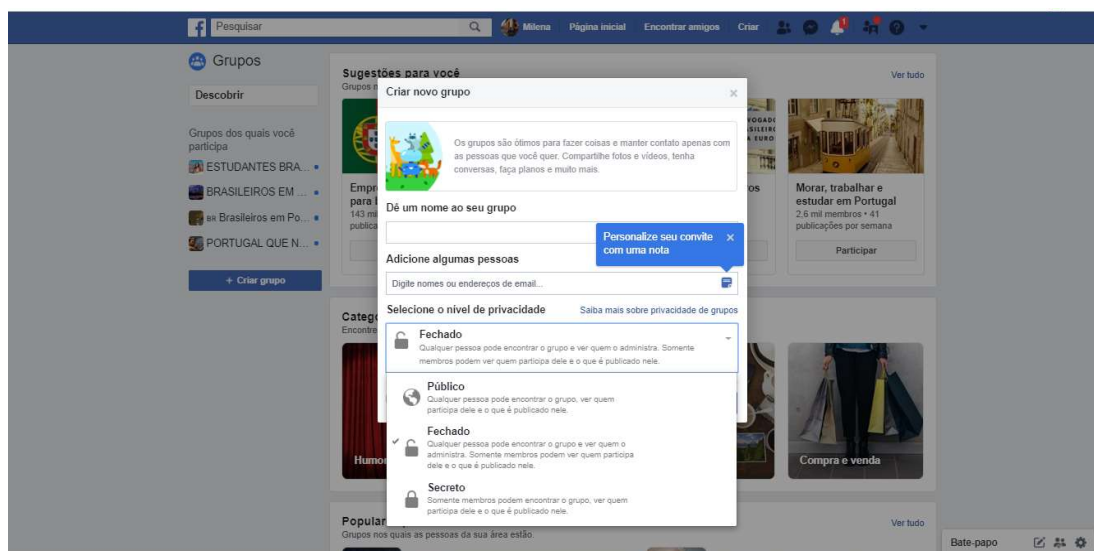 Pesquisar
Milena
Página inicial
Encontrar amigos
Criar
Grupos
Descobrir
Grupos dos quais você
participa
ESTUDANTES BRA...
BRASILEIROS EM ...
BR Brasileiros em Po...
PORTUGAL QUE N...
+ Criar grupo
Sugestões para você
Ver tudo
Grupos
Criar novo grupo
Os grupos são ótimos para fazer coisas e manter contato apenas com
as pessoas que você quer. Compartilhe fotos e vídeos, tenha
conversas, faça planos e muito mais.
Dê um nome ao seu grupo
Personalize seu convite
com uma nota
Adicione algumas pessoas
Digite nomes ou endereços de email...
Selecione o nível de privacidade
Saiba mais sobre privacidade de grupos
Fechado
Qualquer pessoa pode encontrar o grupo e ver quem o administra. Somente
membros podem ver quem participa dele e o que é publicado nele.
Público
Qualquer pessoa pode encontrar o grupo, ver quem
participa dele e o que é publicado nele.
Fechado
Qualquer pessoa pode encontrar o grupo e ver quem o
administra. Somente membros podem ver quem participa
dele e o que é publicado nele.
Secreto
Somente membros podem encontrar o grupo, ver quem
participa dele e o que é publicado nele.
Empr
para
143 mi
publica
Morar, trabalhar e
estudar em Portugal
2,6 mil membros • 41
publicações por semana
Participar
Catego
Encontre
Humor
Compra e venda
Popular
Ver tudo
Grupos nos quais as pessoas da sua área estão.
Bate-papo